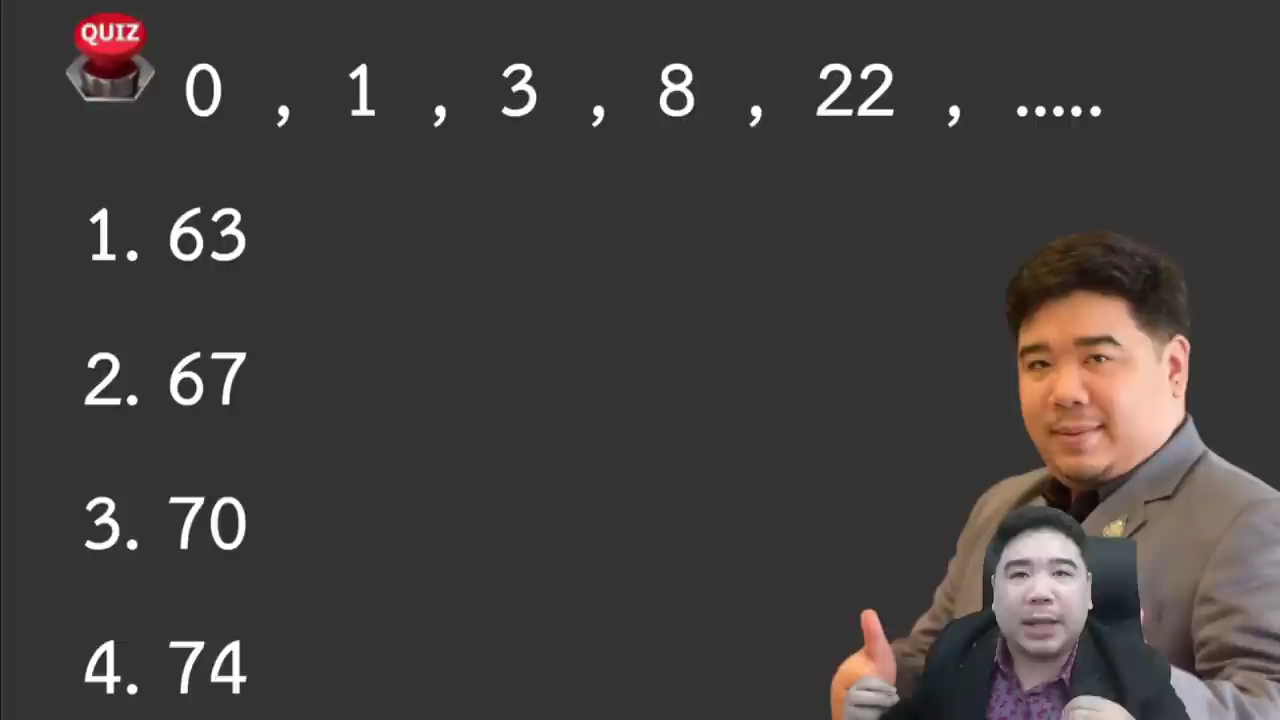 QUIZ
0 , 1 , 3 , 8 , 22 , .....
1. 63
2. 67
3. 70
4. 74